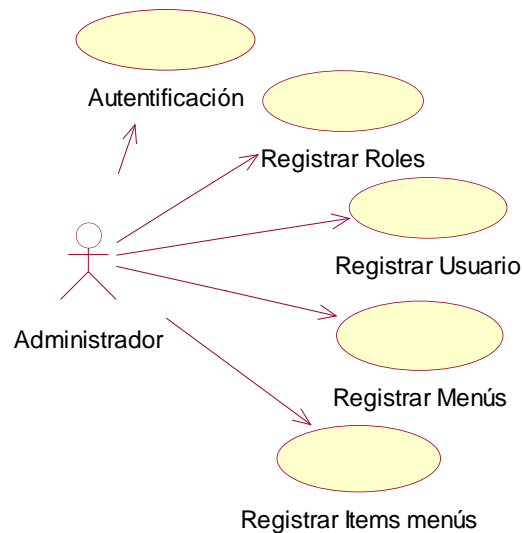 Autentificación
Registrar Roles
Registrar Usuario
Administrador
Registrar Menús
Registrar Items menús